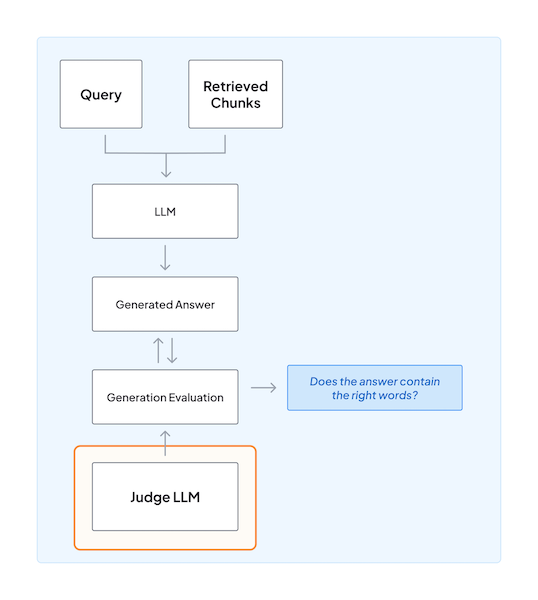 Query
Retrieved
Chunks
LLM
Generated Answer
Generation Evaluation
Does the answer contain
the right words?
Judge LLM